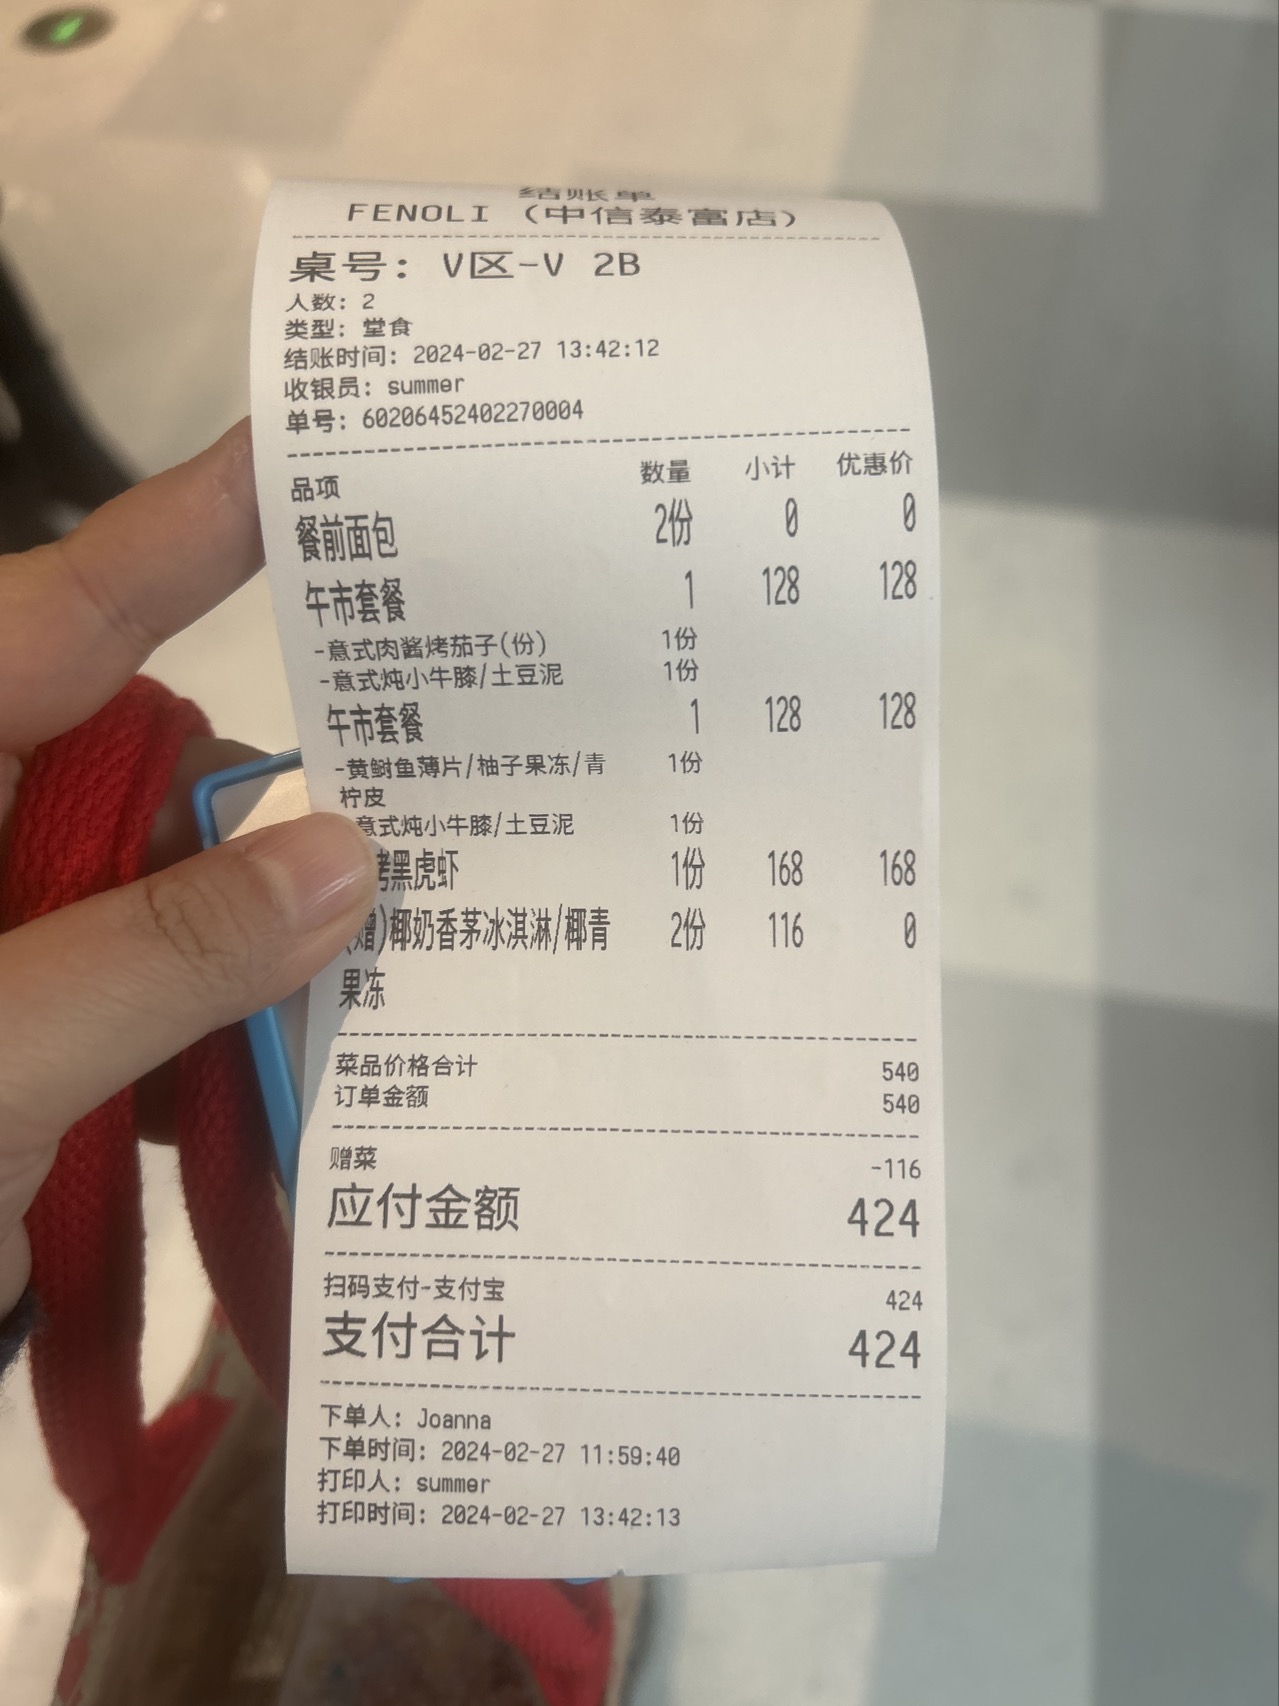 结账单
FENOLI (中信泰富店)
桌号: V区-V 2B
人数: 2
类型: 堂食
结账时间: 2024-02-27 13:42:12
收银员: summer
单号: 602064524022700​04
品项 数量 小计 优惠价
餐前面包 2份 0 0
午市套餐 1 128 128
-意式肉酱烤茄子(份) 1份
-意式炖小牛膝/土豆泥 1份
午市套餐 1 128 128
-黄鰤鱼薄片/柚子果冻/青 1份
柠皮
意式炖小牛膝/土豆泥 1份
烤黑虎虾 1份 168 168
(赠)椰奶香茅冰淇淋/椰青 2份 116 0
果冻
菜品价格合计 540
订单金额 540
赠菜 -116
应付金额 424
扫码支付-支付宝 424
支付合计 424
下单人: Joanna
下单时间: 2024-02-27 11:59:40
打印人: summer
打印时间: 2024-02-27 13:42:13